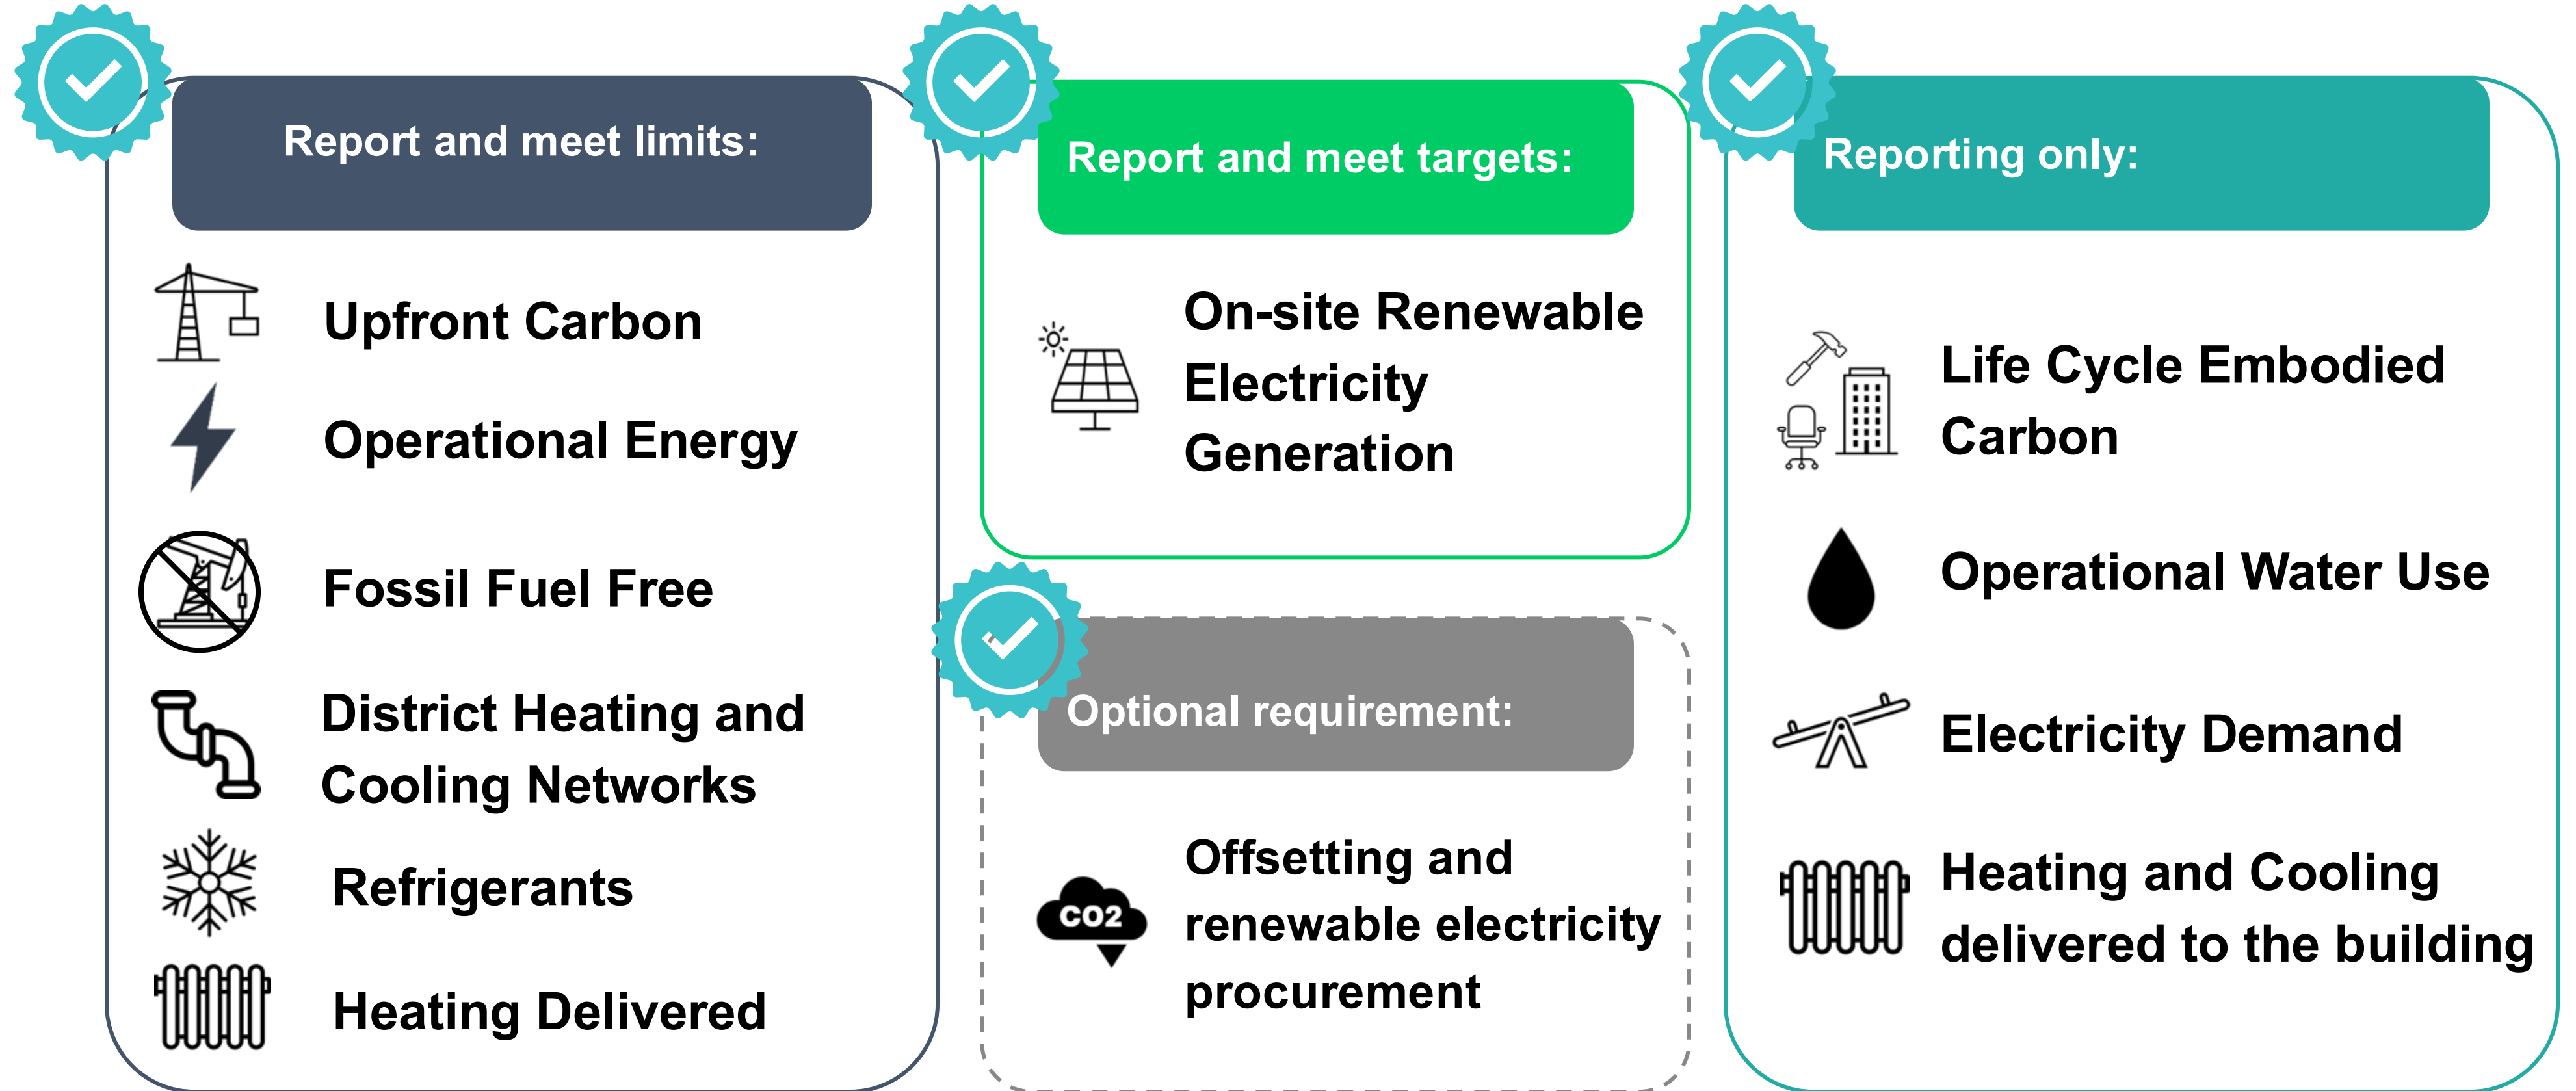 Report and meet limits:
Upfront Carbon
Operational Energy
Fossil Fuel Free
District Heating and
Cooling Networks
Refrigerants
Heating Delivered
Report and meet targets:
On-site Renewable
Electricity
Generation
Optional requirement:
CO2
Offsetting and
renewable electricity
procurement
Reporting only:
Life Cycle Embodied
Carbon
Operational Water Use
Electricity Demand
Heating and Cooling
delivered to the building